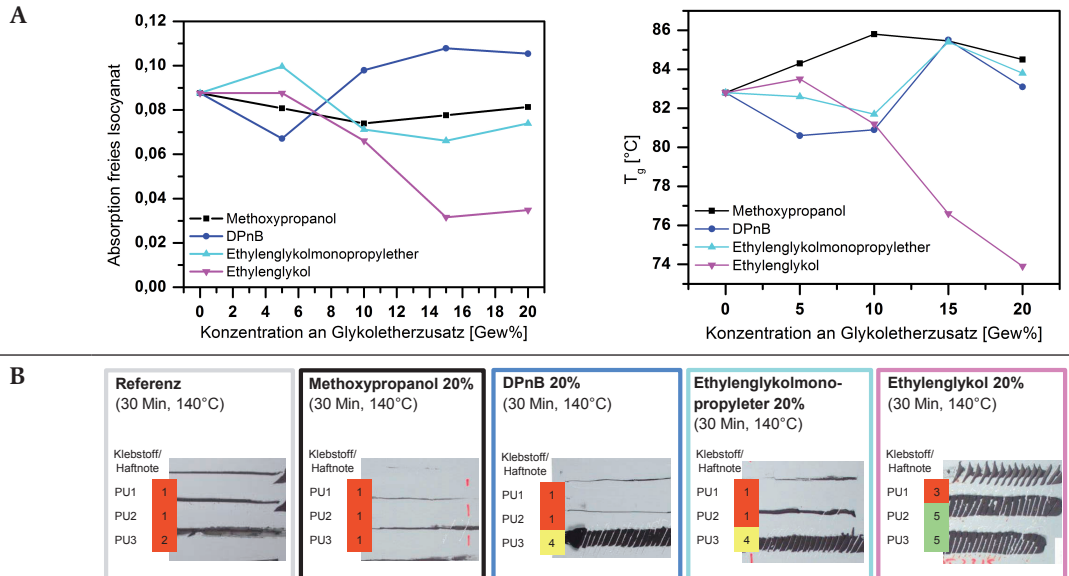 A
Absorption freies Isocyanat
0,12
0,10
0,08
0,06
0,04
0,02
0,00
Methoxypropanol
DPnB
Ethylenglykolmonopropylether
Ethylenglykol
0 2 4 6 8 10 12 14 16 18 20
Konzentration an Glykoletherzusatz [Gew%]
Tg [°C]
86
84
82
80
78
76
74
Methoxypropanol
DPnB
Ethylenglykolmonopropylether
Ethylenglykol
0 5 10 15 20
Konzentration an Glykoletherzusatz [Gew%]
B
Referenz
(30 Min, 140°C)
Klebstoff/
Haftnote
PU1 1
PU2 1
PU3 2
Methoxypropanol 20%
(30 Min, 140°C)
Klebstoff/
Haftnote
PU1 1
PU2 1
PU3 1
DPnB 20%
(30 Min, 140°C)
Klebstoff/
Haftnote
PU1 1
PU2 1
PU3 4
Ethylenglykolmono-
propyleter 20%
(30 Min, 140°C)
Klebstoff/
Haftnote
PU1 1
PU2 1
PU3 4
Ethylenglykol 20%
(30 Min, 140°C)
Klebstoff/
Haftnote
PU1 3
PU2 5
PU3 5